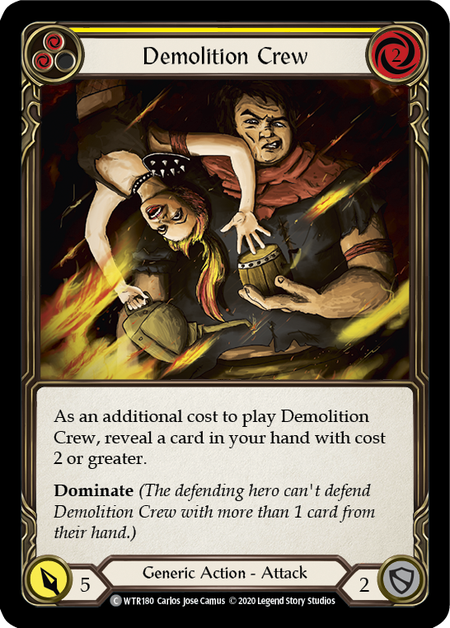 Demolition Crew
2
As an additional cost to play Demolition
Crew, reveal a card in your hand with cost
2 or greater.
Dominate (The defending hero can't defend
Demolition Crew with more than 1 card from
their hand.)
5
Generic Action - Attack
2
C WTR180 Carlos Jose Camus © 2020 Legend Story Studios